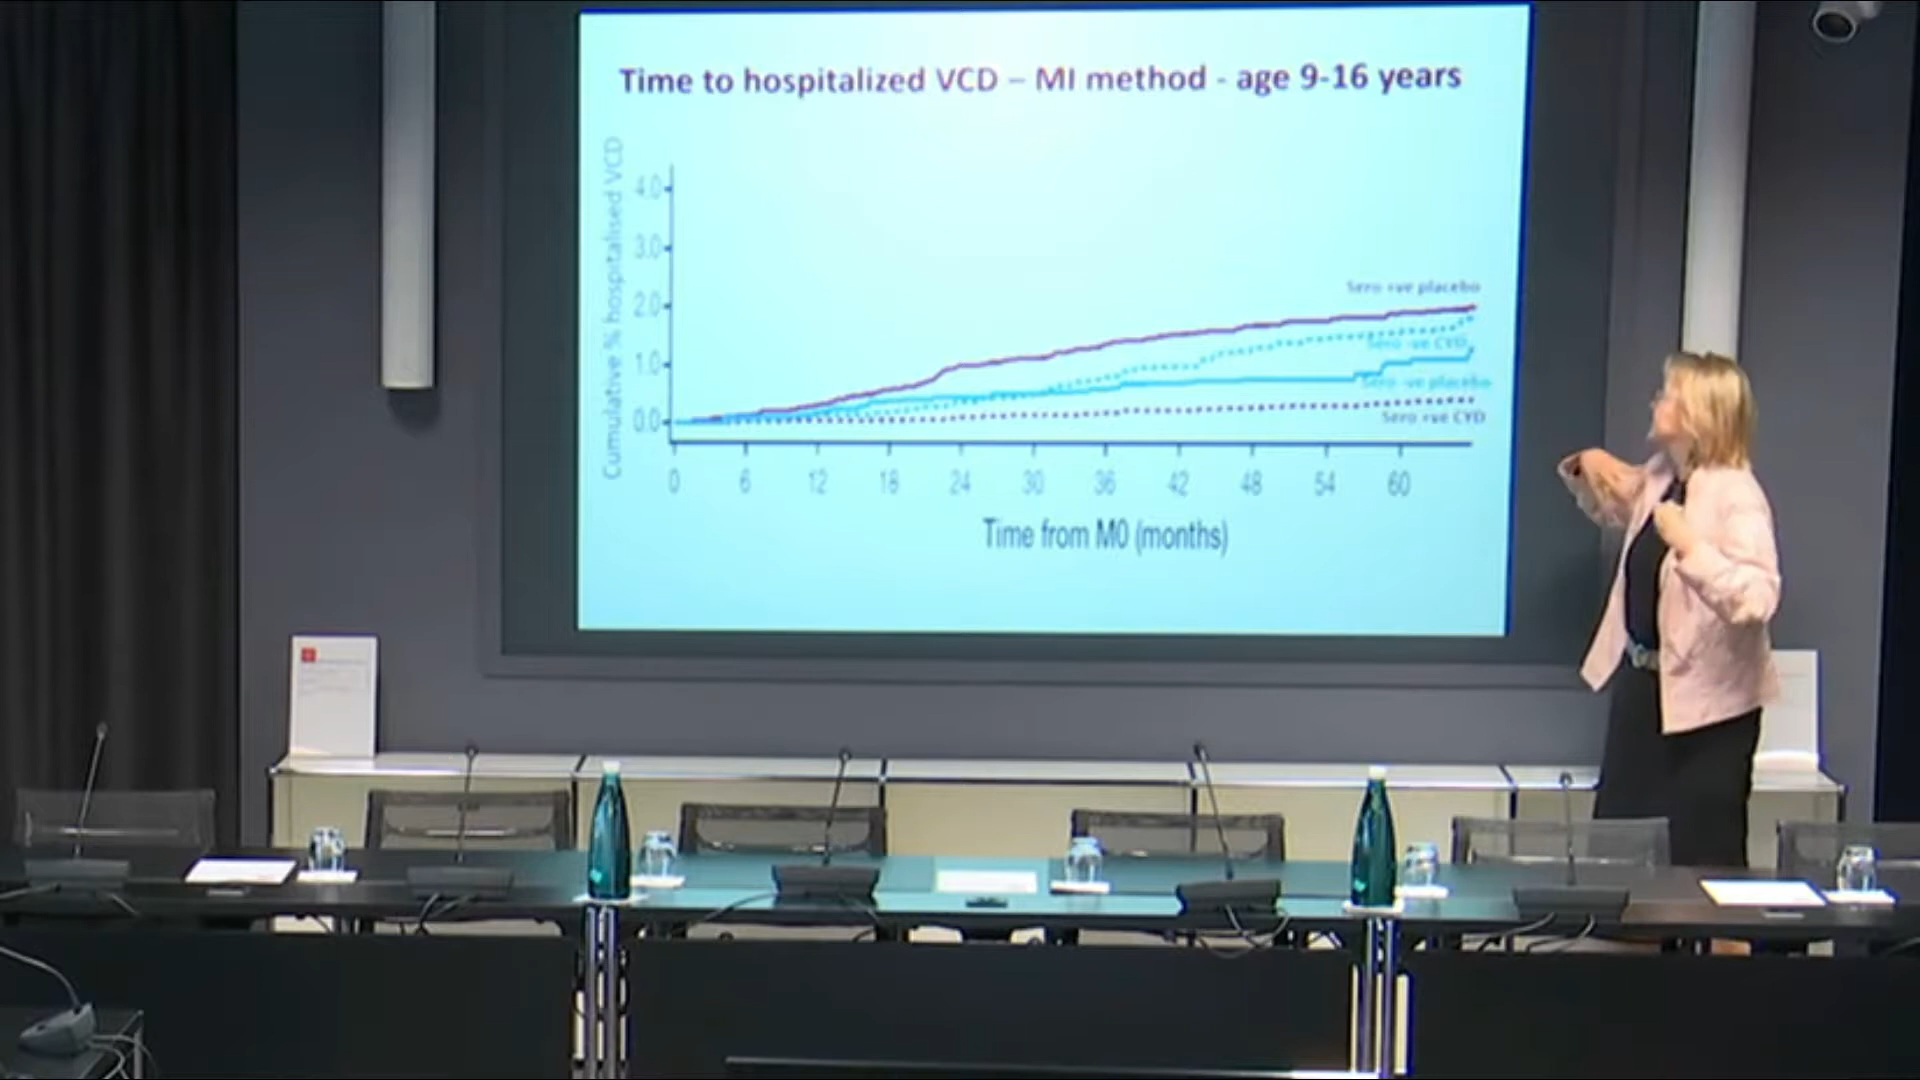 Time to hospitalized VCD – MI method - age 9-16 years
Cumulative % hospitalised VCD
4.0
3.0
2.0
1.0
0.0
Sero +ve placebo
Sero -ve CYD
Sero -ve placebo
Sero +ve CYD
0 6 12 18 24 30 36 42 48 54 60
Time from M0 (months)